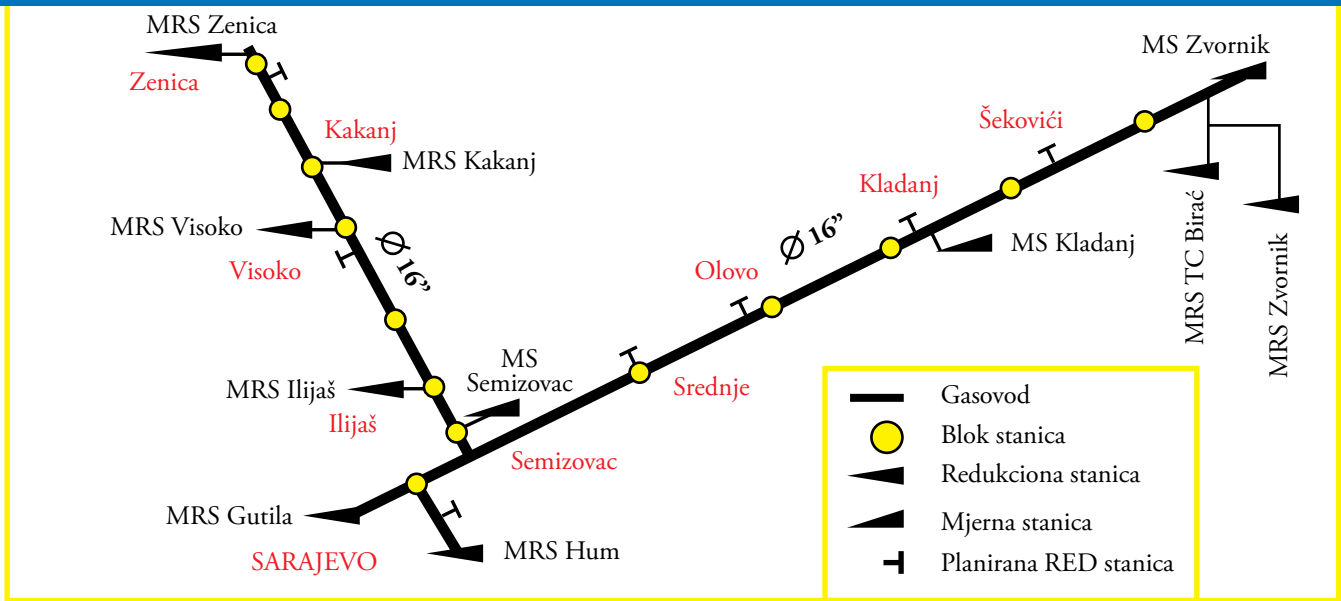 MRS Zenica
Zenica
Kakanj
MRS Kakanj
MRS Visoko
Visoko
Ø 16”
MRS Ilijaš
Ilijaš
MS
Semizovac
Semizovac
MRS Gutila
SARAJEVO
MRS Hum
Srednje
Olovo
Ø 16”
Kladanj
MS Kladanj
Šekovići
MS Zvornik
MRS TC Birać
MRS Zvornik
Gasovod
Blok stanica
Redukciona stanica
Mjerna stanica
Planirana RED stanica